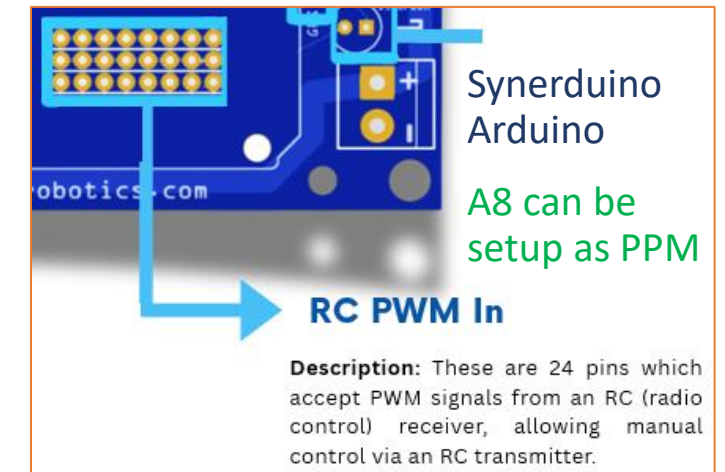 G
+
-
Synerduino
Arduino
obotics.com
A8 can be
setup as PPM
RC PWM In
Description: These are 24 pins which
accept PWM signals from an RC (radio
control) receiver, allowing manual
control via an RC transmitter.